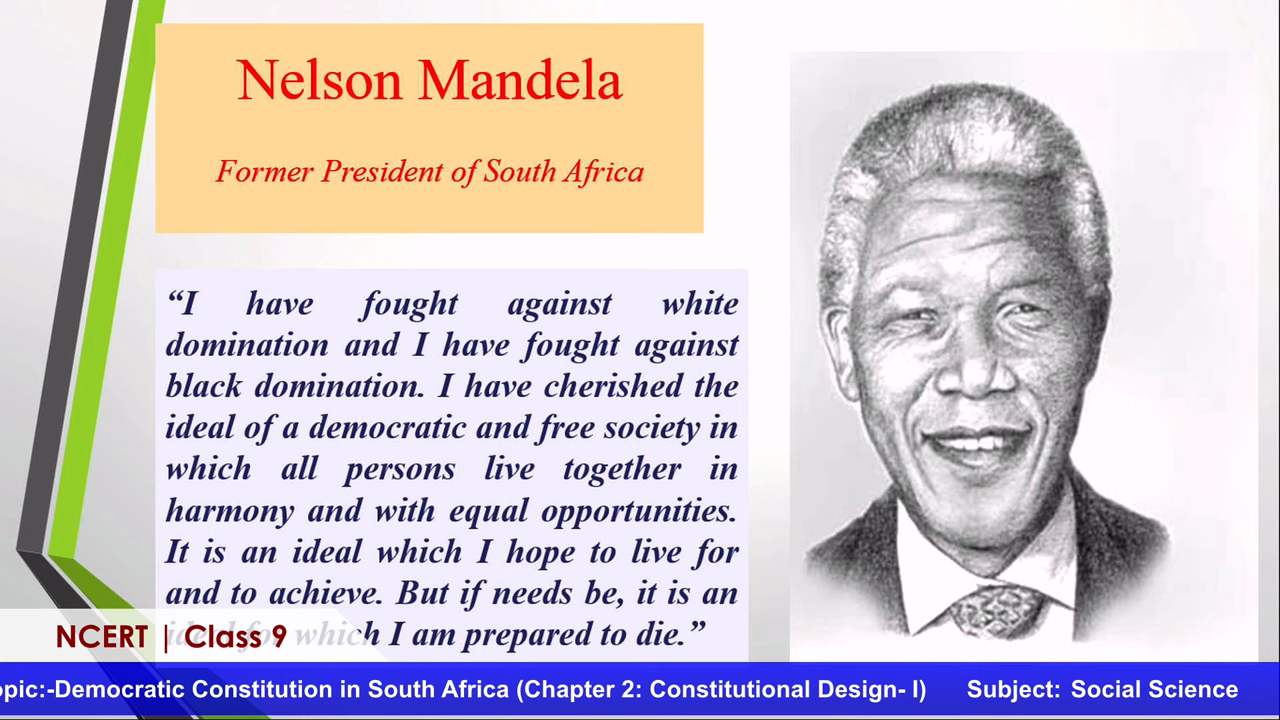 Nelson Mandela
Former President of South Africa
“I have fought against white
domination and I have fought against
black domination. I have cherished the
ideal of a democratic and free society in
which all persons live together in
harmony and with equal opportunities.
It is an ideal which I hope to live for
and to achieve. But if needs be, it is an
ideal for which I am prepared to die.”
NCERT | Class 9
opic:-Democratic Constitution in South Africa (Chapter 2: Constitutional Design- I) Subject: Social Science